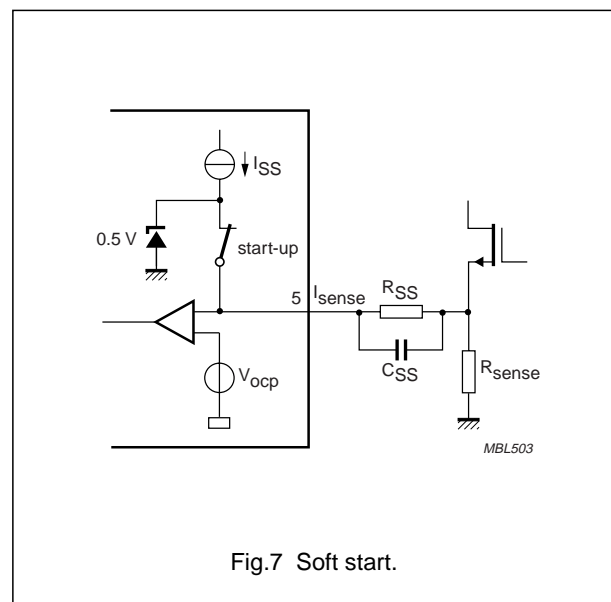 I_SS
0.5 V
start-up
5
I_sense
R_SS
C_SS
V_ocp
R_sense
MBL503
Fig.7 Soft start.